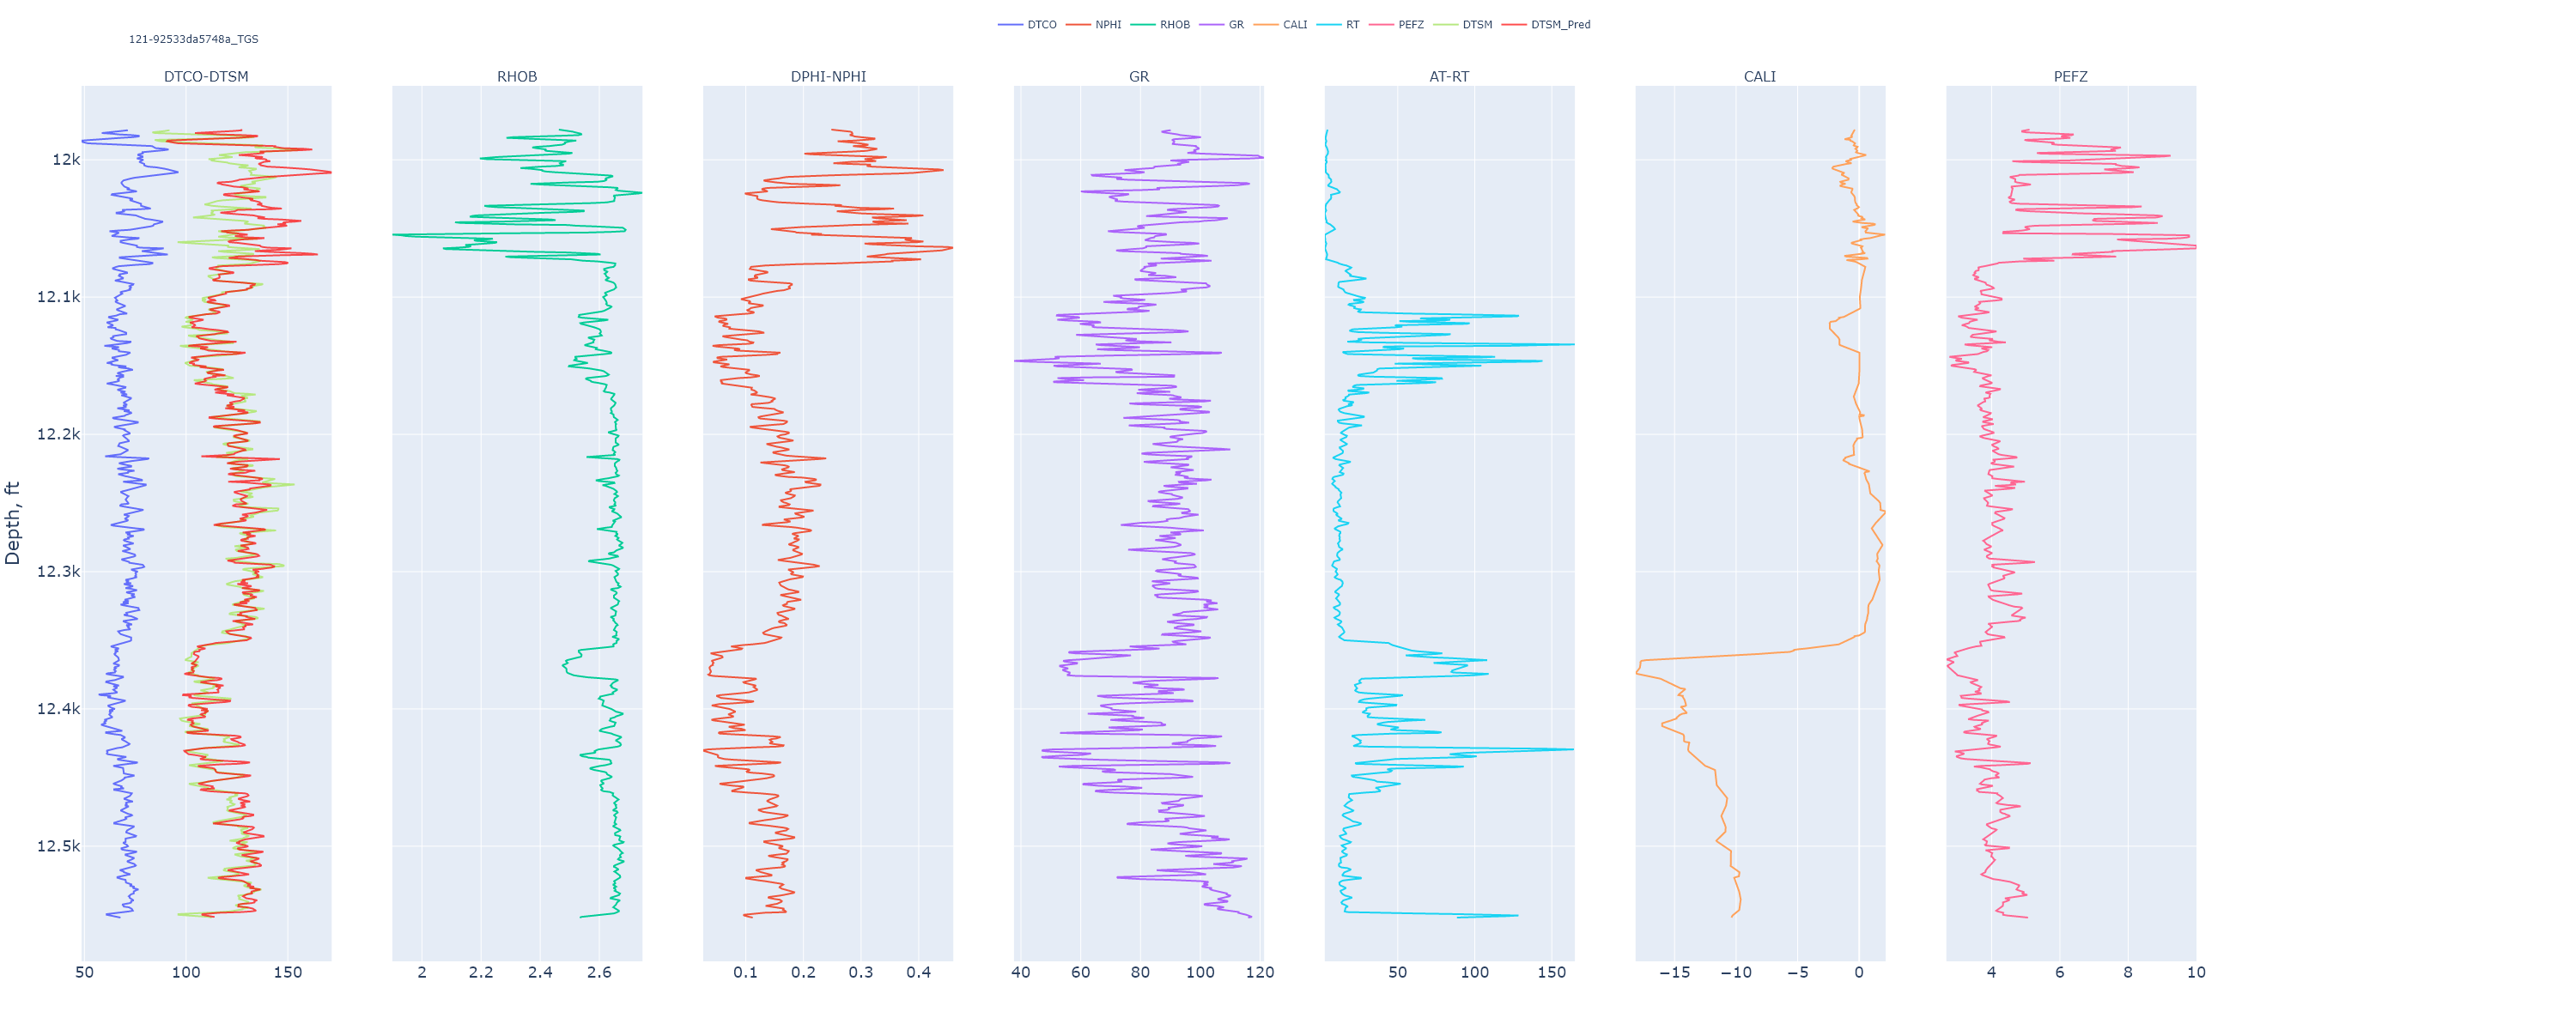 DTCO NPHI RHOB GR CALI RT PEFZ DTSM DTSM_Pred
121-92533da5748a_TGS
DTCO-DTSM RHOB DPHI-NPHI GR AT-RT CALI PEFZ
Depth, ft
12k
12.1k
12.2k
12.3k
12.4k
12.5k
50 100 150 2 2.2 2.4 2.6 0.1 0.2 0.3 0.4 40 60 80 100 120 50 100 150 −15 −10 −5 0 4 6 8 10